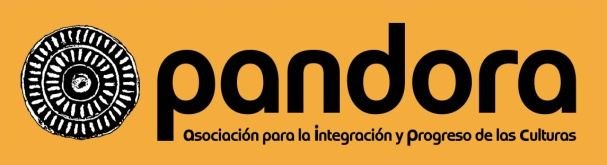 pandora
asociación para la integración y progreso de las culturas